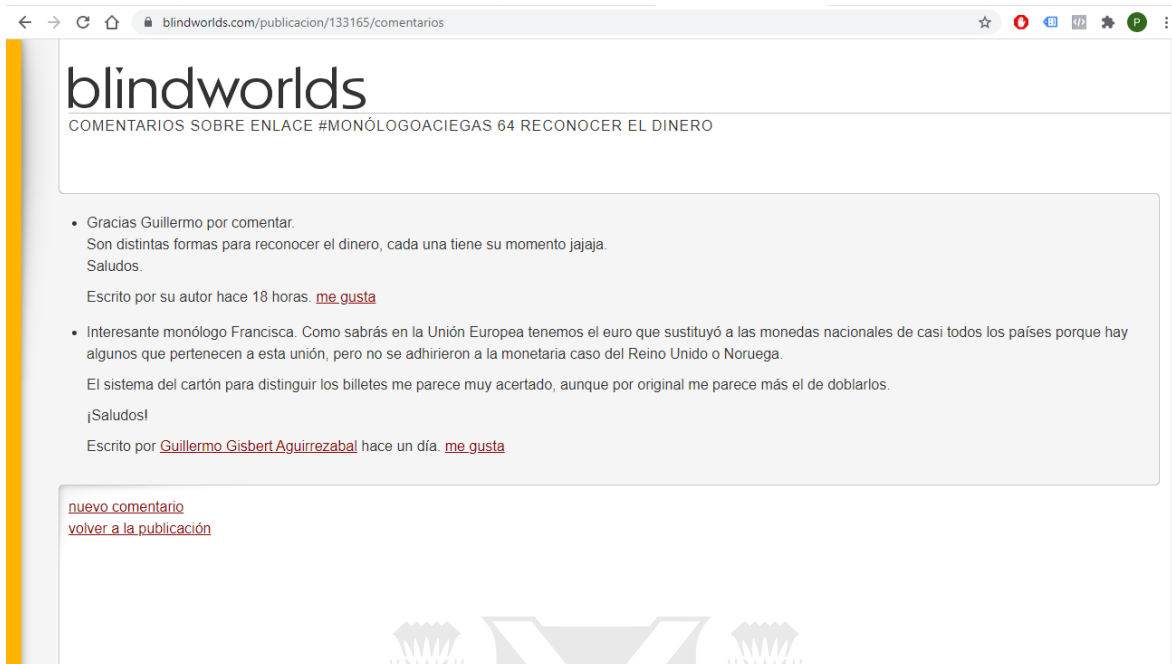 blindworlds.com/publicacion/133165/comentarios
P
blindworlds
COMENTARIOS SOBRE ENLACE #MONÓLOGOACIEGAS 64 RECONOCER EL DINERO
Gracias Guillermo por comentar.
Son distintas formas para reconocer el dinero, cada una tiene su momento jajaja.
Saludos.
Escrito por su autor hace 18 horas. me gusta
Interesante monólogo Francisca. Como sabrás en la Unión Europea tenemos el euro que sustituyó a las monedas nacionales de casi todos los países porque hay
algunos que pertenecen a esta unión, pero no se adhirieron a la monetaria caso del Reino Unido o Noruega.
El sistema del cartón para distinguir los billetes me parece muy acertado, aunque por original me parece más el de doblarlos.
¡Saludos!
Escrito por Guillermo Gisbert Aguirrezabal hace un día. me gusta
nuevo comentario
volver a la publicación